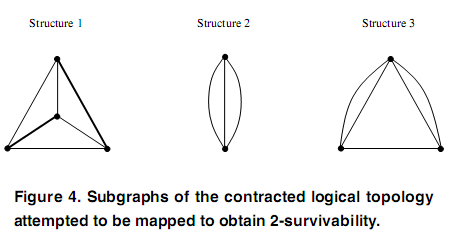 Structure 1 Structure 2 Structure 3
Figure 4. Subgraphs of the contracted logical topology
attempted to be mapped to obtain 2-survivability.